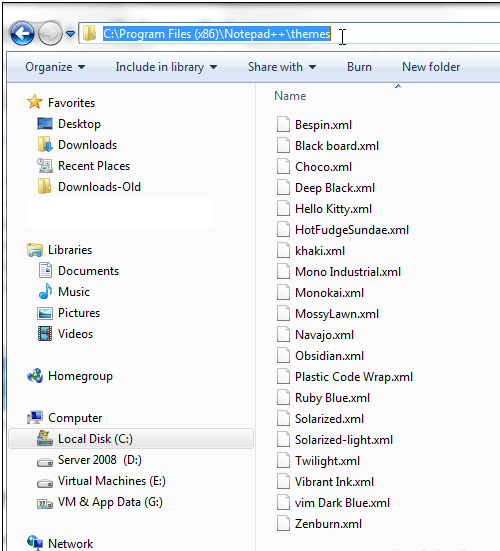 C:\Program Files (x86)\Notepad++\themes
Organize Include in library Share with Burn New folder
Favorites
Desktop
Downloads
Recent Places
Downloads-Old
Libraries
Documents
Music
Pictures
Videos
Homegroup
Computer
Local Disk (C:)
Server 2008 (D:)
Virtual Machines (E:)
VM & App Data (G:)
Network
Name
Bespin.xml
Black board.xml
Choco.xml
Deep Black.xml
Hello Kitty.xml
HotFudgeSundae.xml
khaki.xml
Mono Industrial.xml
Monokai.xml
MossyLawn.xml
Navajo.xml
Obsidian.xml
Plastic Code Wrap.xml
Ruby Blue.xml
Solarized.xml
Solarized-light.xml
Twilight.xml
Vibrant Ink.xml
vim Dark Blue.xml
Zenburn.xml